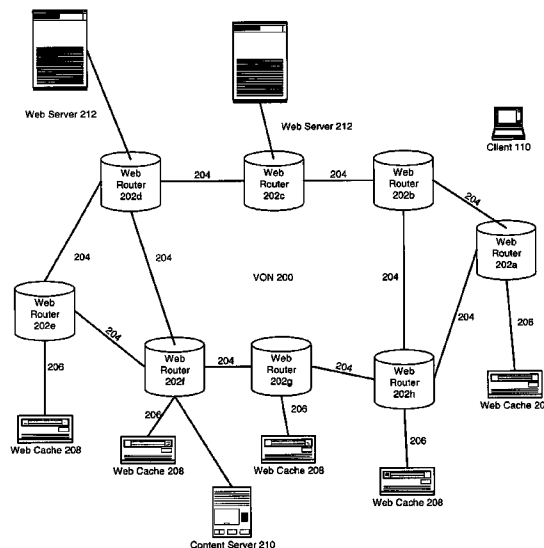 Web Server 212
Web Server 212
Client 110
Web
Router
202d
204
Web
Router
202c
204
Web
Router
202b
204
Web
Router
202a
204
204
VON 200
204
204
206
Web
Router
202e
204
Web
Router
202f
204
Web
Router
202g
204
Web
Router
202h
206
206
206
206
Web Cache 20
Web Cache 208
Web Cache 208
Web Cache 208
Web Cache 208
Content Server 210